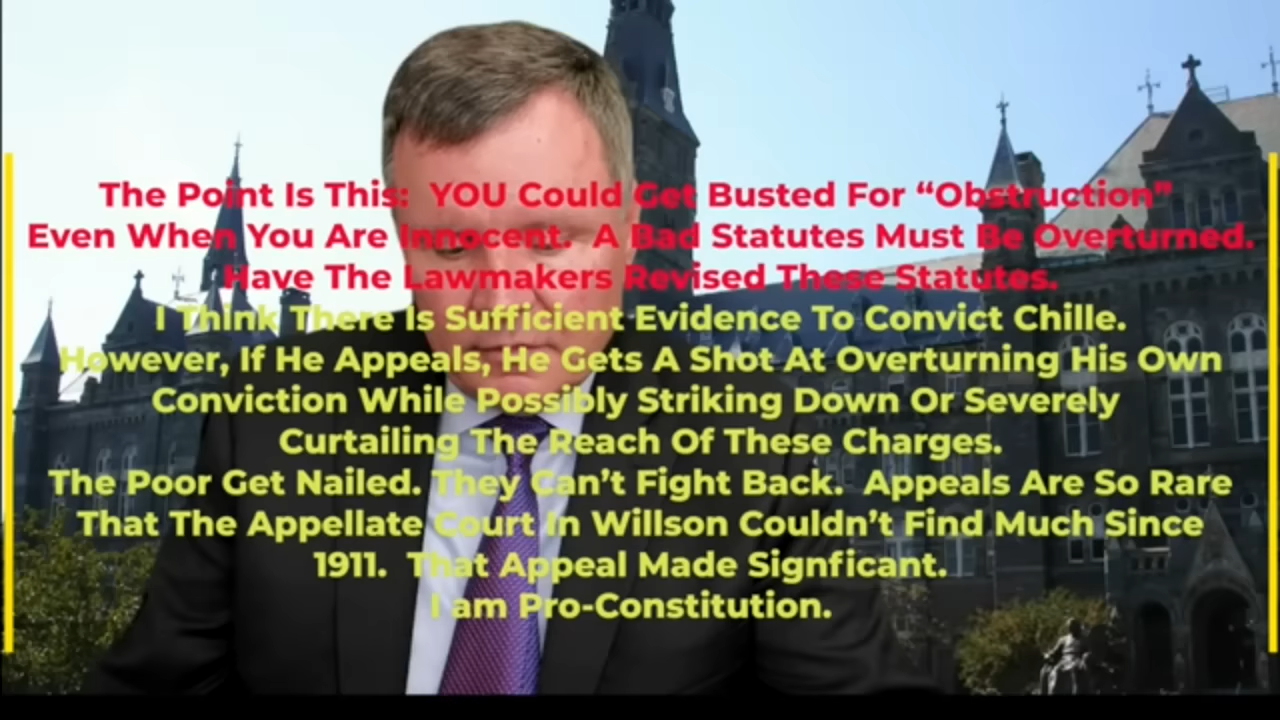 The Point Is This:  YOU Could Get Busted For “Obstruction”
Even When You Are Innocent.  A Bad Statutes Must Be Overturned.
Have The Lawmakers Revised These Statutes.
I Think There Is Sufficient Evidence To Convict Chille.
However, If He Appeals, He Gets A Shot At Overturning His Own
Conviction While Possibly Striking Down Or Severely
Curtailing The Reach Of These Charges.
The Poor Get Nailed. They Can’t Fight Back.  Appeals Are So Rare
That The Appellate Court In Willson Couldn’t Find Much Since
1911.  That Appeal Made Signficant.
I am Pro-Constitution.